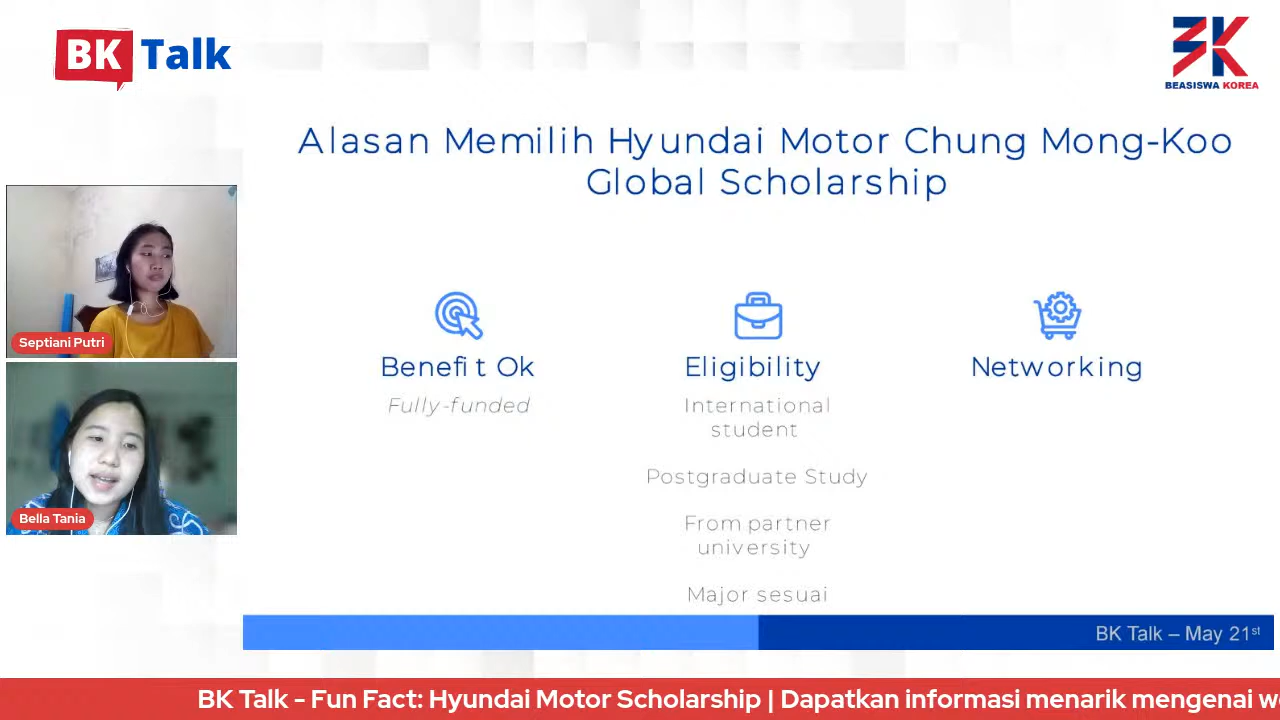 BK Talk
BEASISWA KOREA
Alasan Memilih Hyundai Motor Chung Mong-Koo
Global Scholarship
Septiani Putri
Bella Tania
Benefit Ok
Fully-funded
Eligibility
International
student
Postgraduate Study
From partner
university
Major sesuai
Networking
BK Talk – May 21st
BK Talk - Fun Fact: Hyundai Motor Scholarship | Dapatkan informasi menarik mengenai